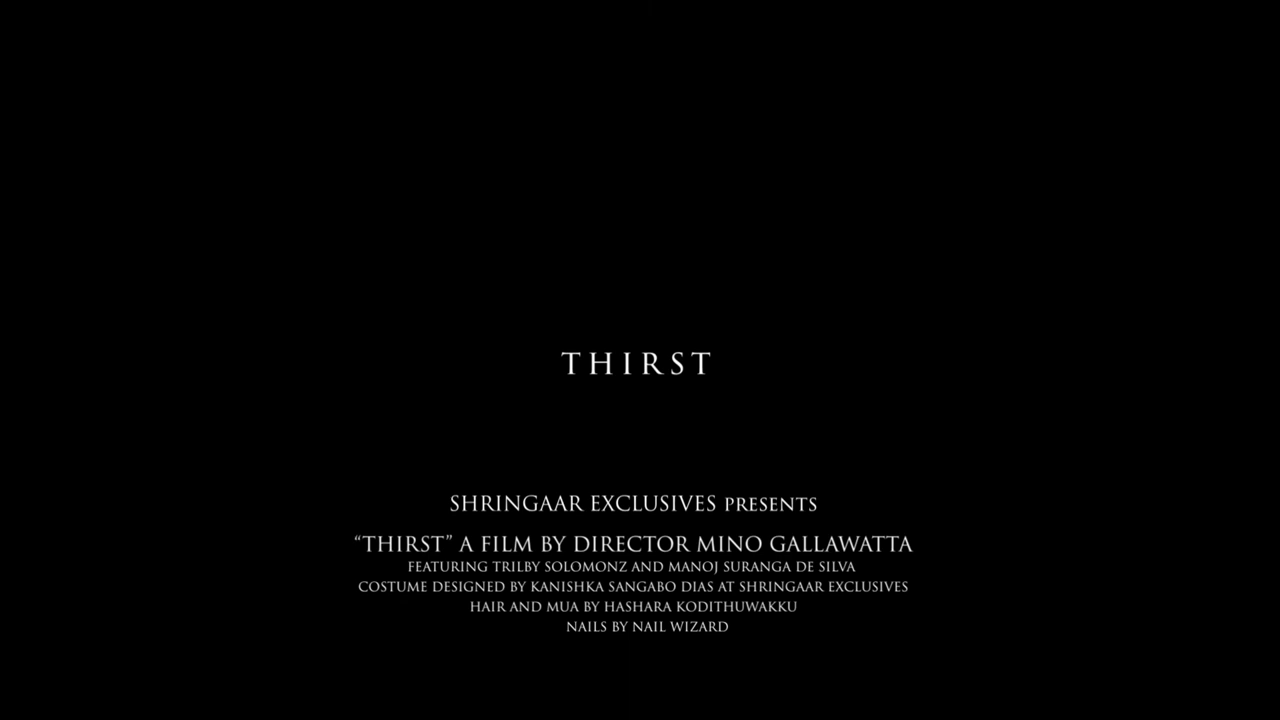 THIRST
SHRINGAAR EXCLUSIVES PRESENTS
“THIRST” A FILM BY DIRECTOR MINO GALLAWATTA
FEATURING TRILBY SOLOMONZ AND MANOJ SURANGA DE SILVA
COSTUME DESIGNED BY KANISHKA SANGABO DIAS AT SHRINGAAR EXCLUSIVES
HAIR AND MUA BY HASHARA KODITHUWAKKU
NAILS BY NAIL WIZARD